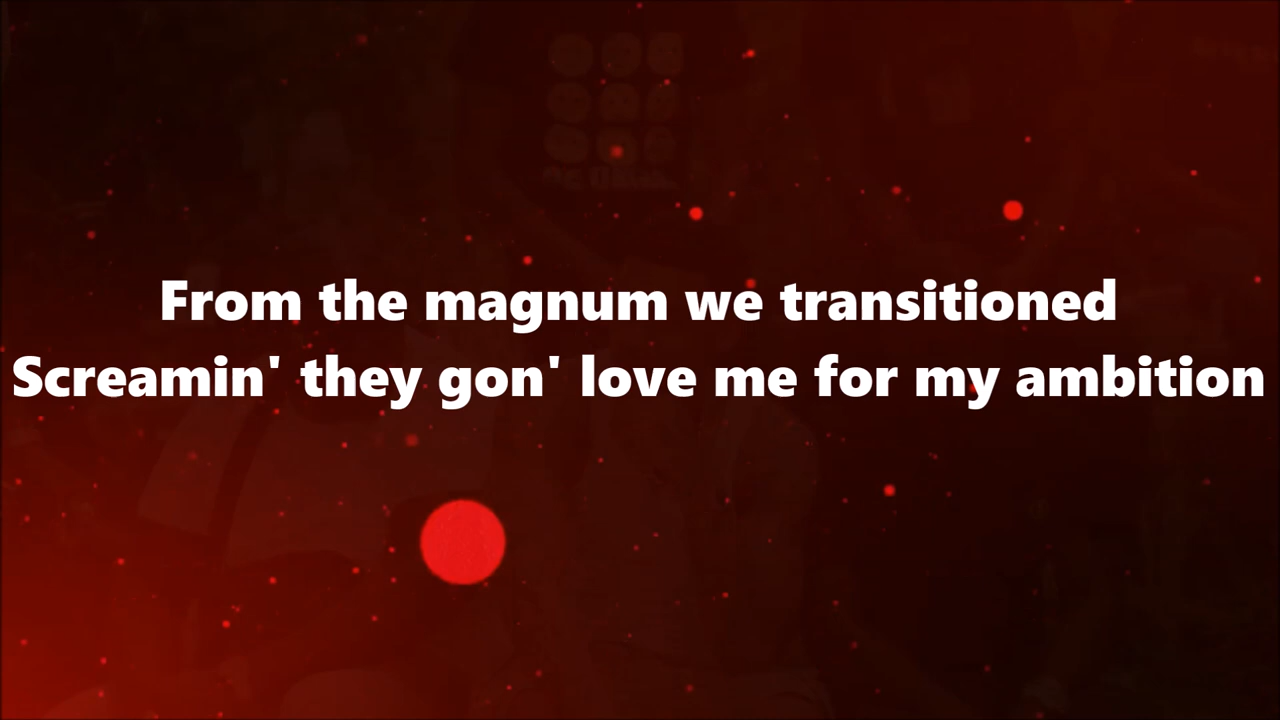 From the magnum we transitioned
Screamin' they gon' love me for my ambition